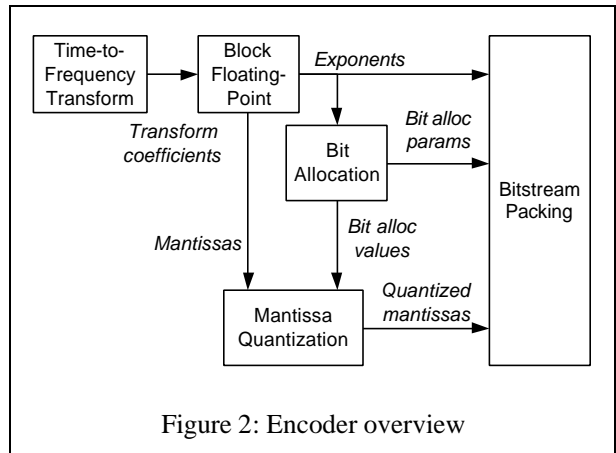 Time-to-
Frequency
Transform
Block
Floating-
Point
Exponents
Transform
coefficients
Bit
Allocation
Bit alloc
params
Bitstream
Packing
Mantissas
Bit alloc
values
Mantissa
Quantization
Quantized
mantissas
Figure 2: Encoder overview